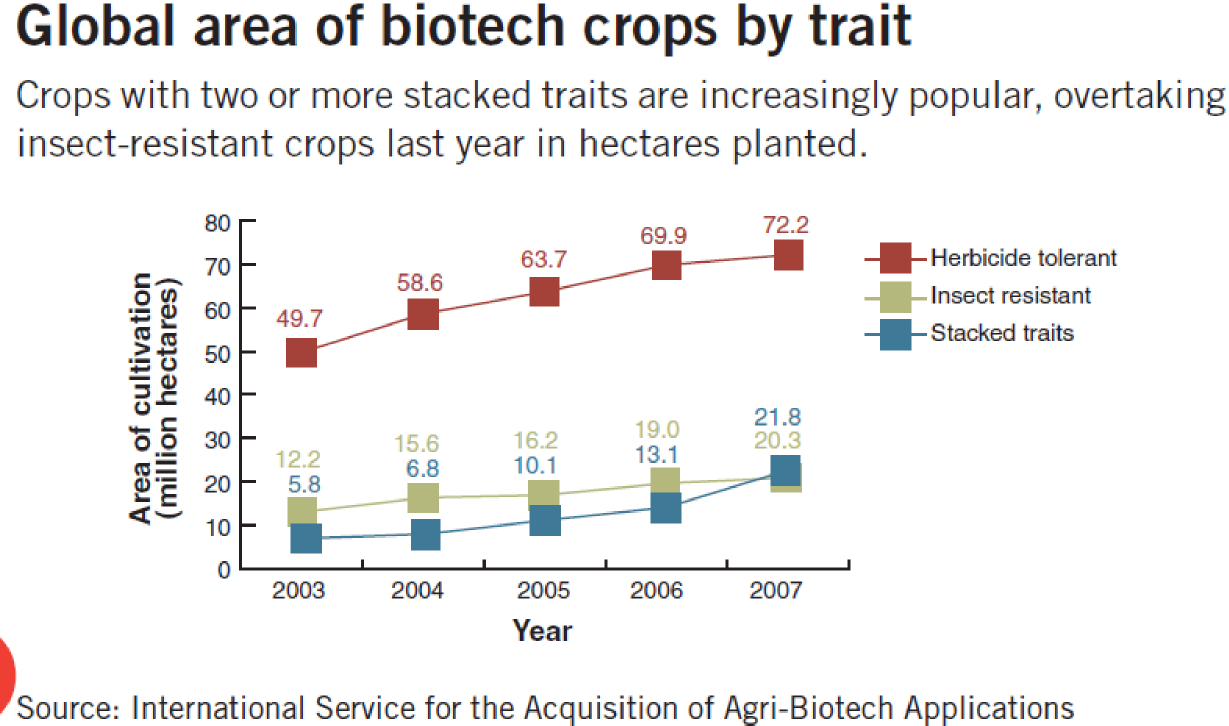 Global area of biotech crops by trait
Crops with two or more stacked traits are increasingly popular, overtaking
insect-resistant crops last year in hectares planted.
80
70
60
50
40
30
20
10
0
Area of cultivation
(million hectares)
49.7
58.6
63.7
69.9
72.2
12.2
15.6
16.2
19.0
20.3
5.8
6.8
10.1
13.1
21.8
Herbicide tolerant
Insect resistant
Stacked traits
2003 2004 2005 2006 2007
Year
Source: International Service for the Acquisition of Agri-Biotech Applications